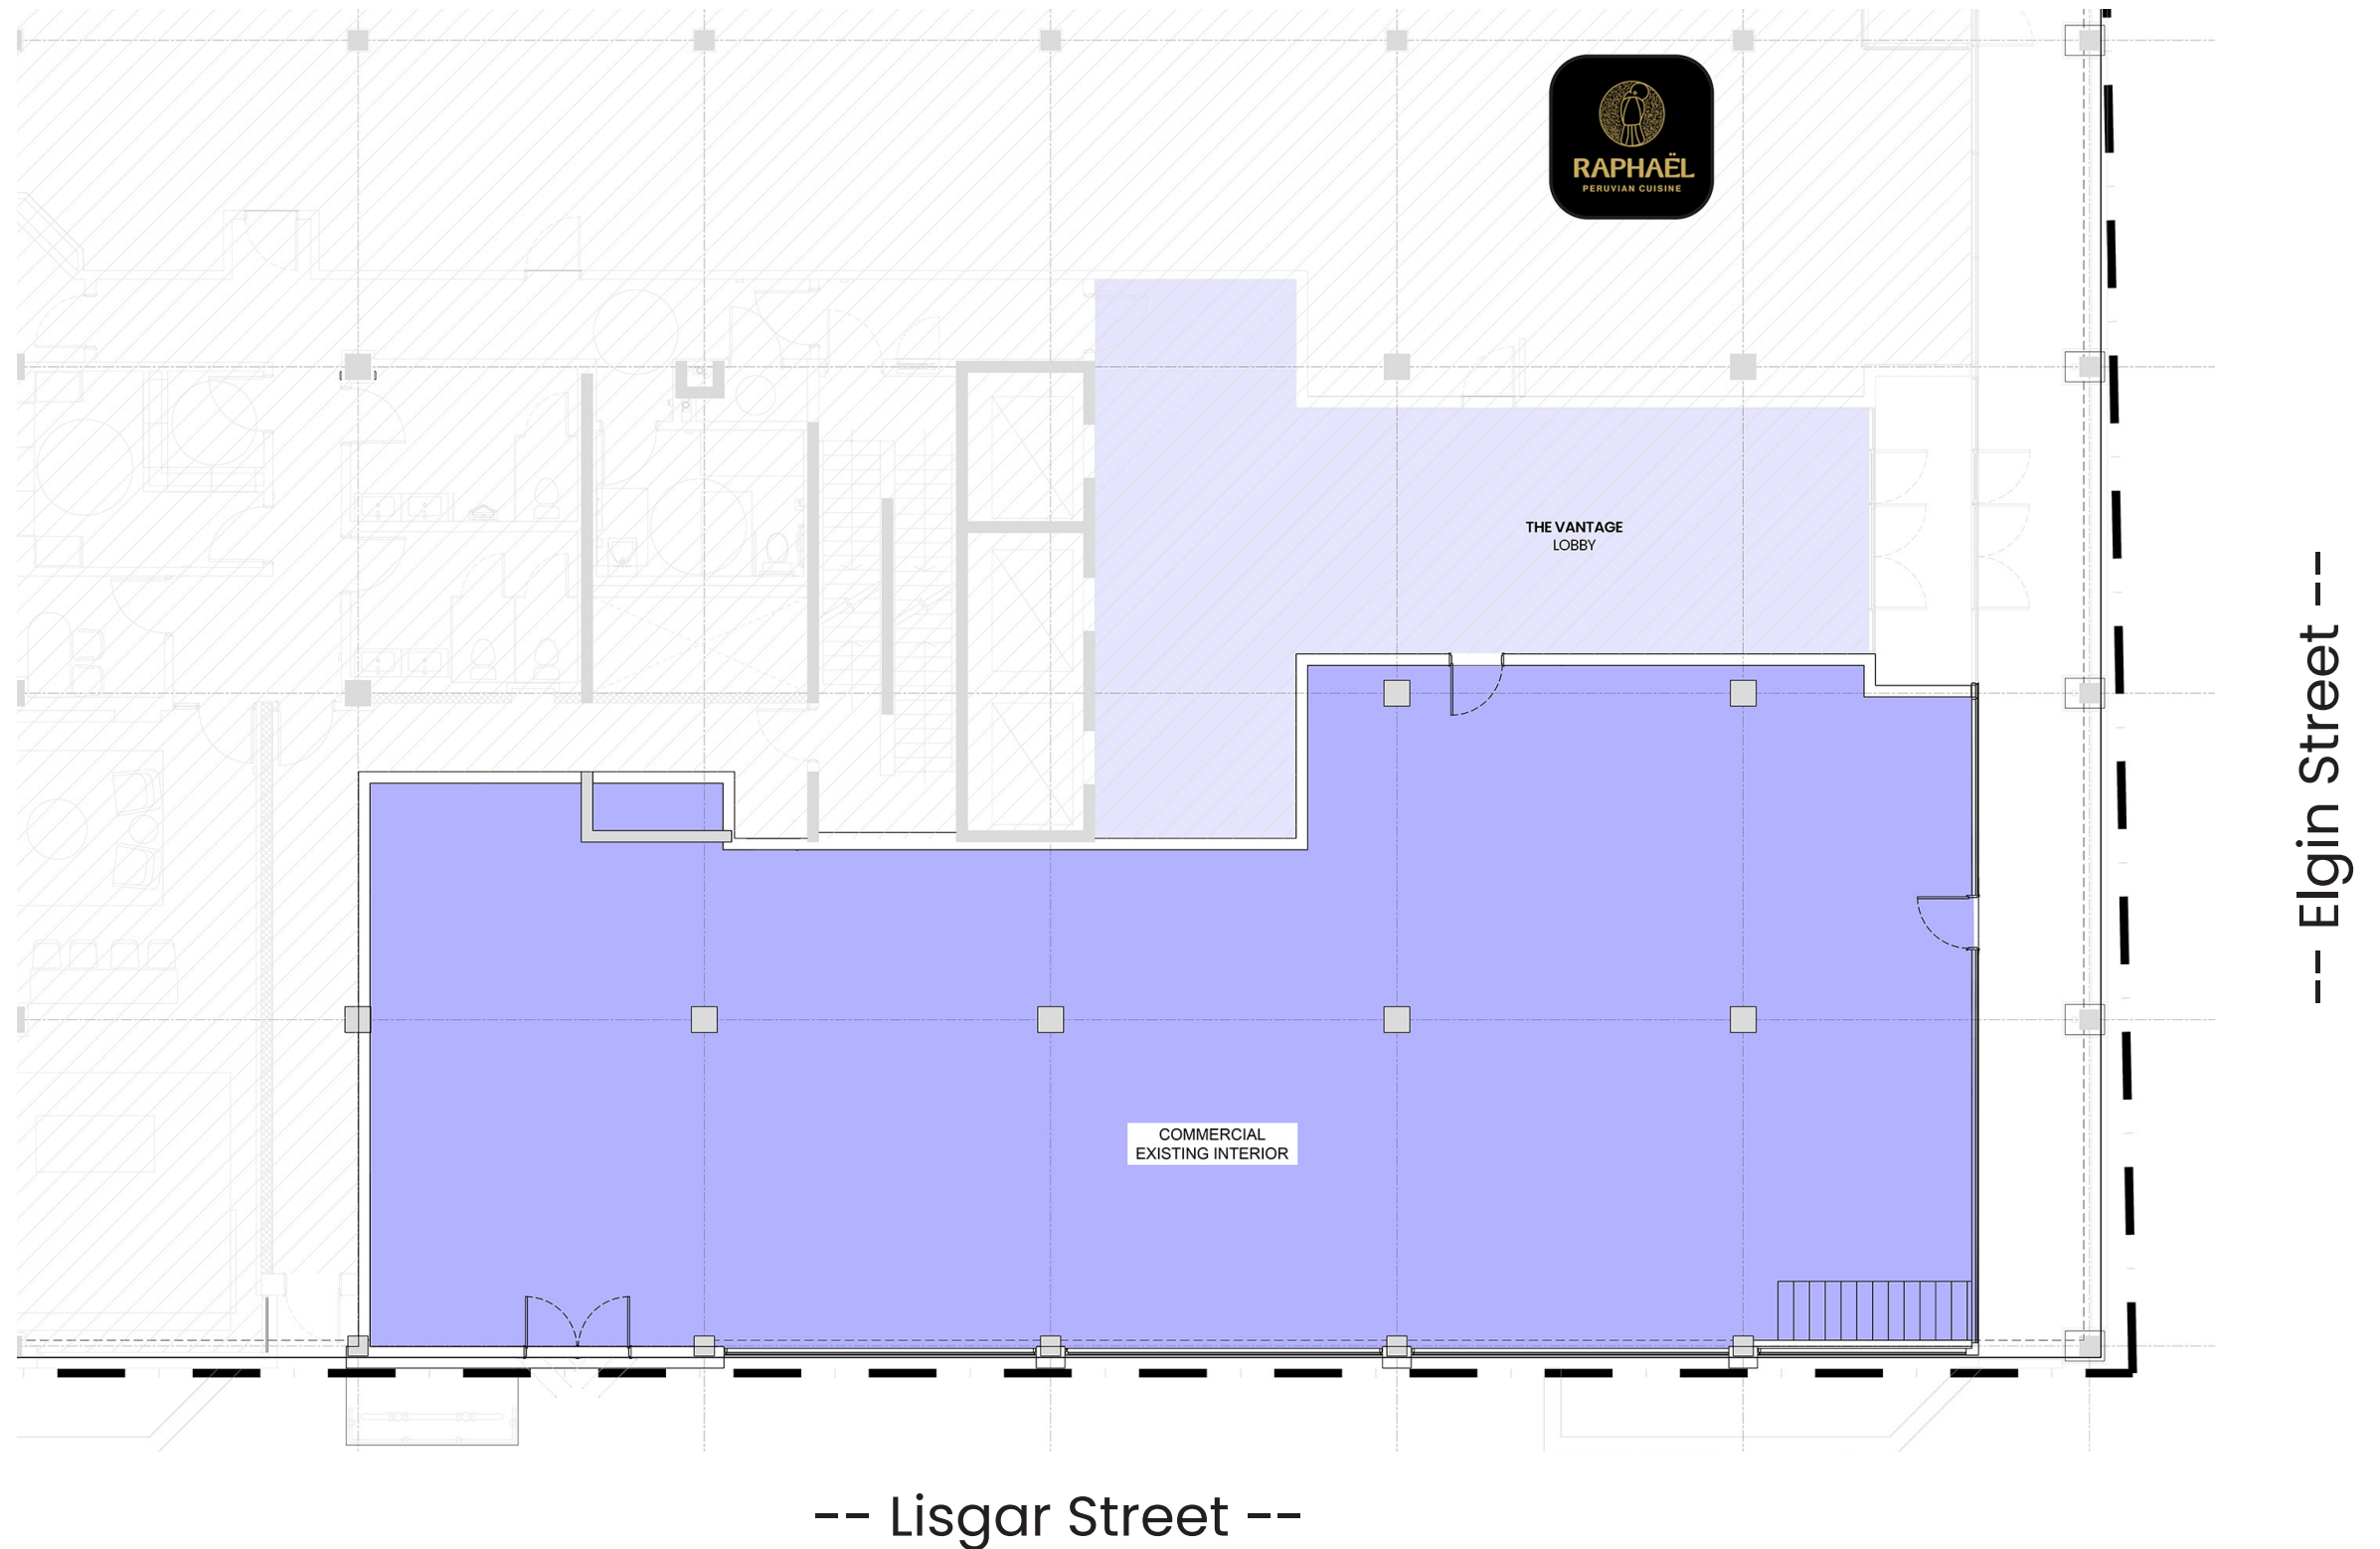 RAPHAËL
PERUVIAN CUISINE
THE VANTAGE
LOBBY
-- Elgin Street --
COMMERCIAL
EXISTING INTERIOR
-- Lisgar Street --